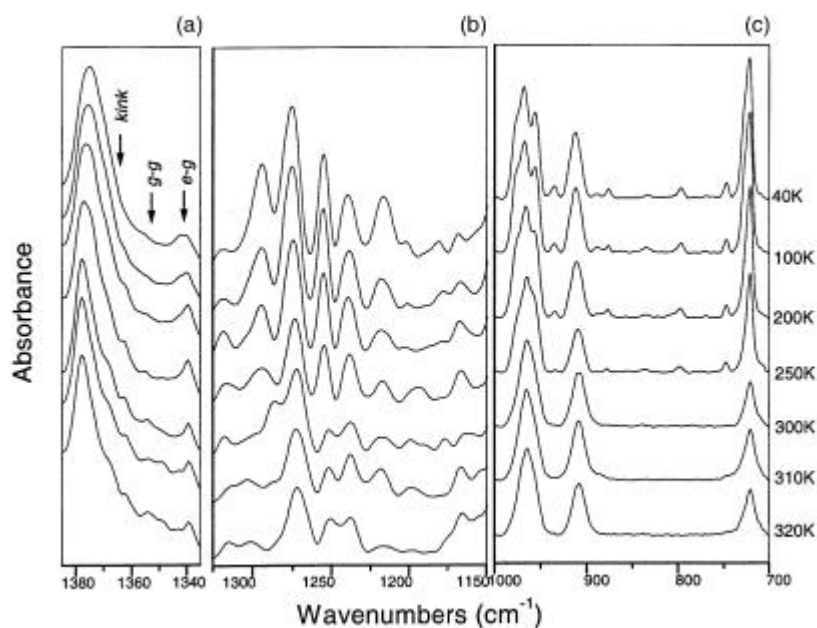 (a) (b) (c)
kink
g-g
e-g
40K
100K
200K
250K
300K
310K
320K
Absorbance
1380 1360 1340 1300 1250 1200 1150 1000 900 800 700
Wavenumbers (cm⁻¹)